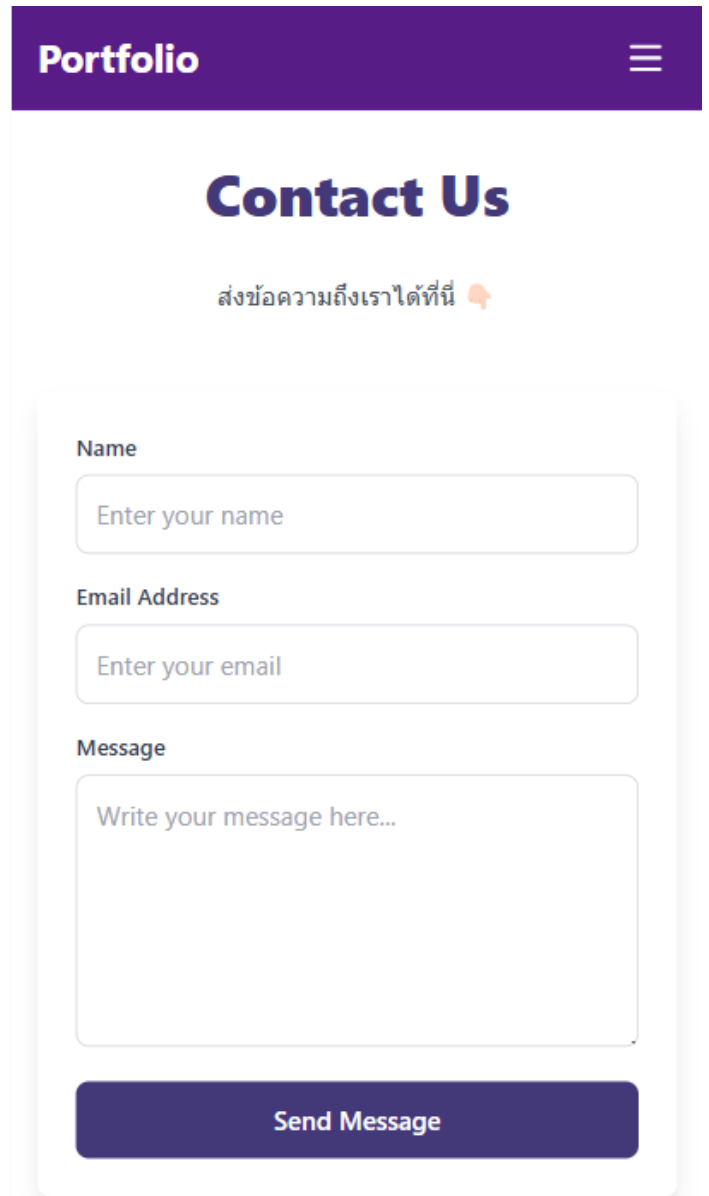 Portfolio
Contact Us
ส่งข้อความถึงเราได้ที่นี่ 👇🏻
Name
Enter your name
Email Address
Enter your email
Message
Write your message here...
Send Message